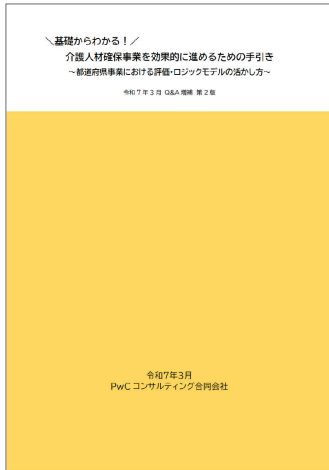 ＼基礎からわかる！／
介護人材確保事業を効果的に進めるための手引き
～都道府県事業における評価・ロジックモデルの活かし方～
令和７年３月 Q&A 増補 第２版
令和7年3月
PwC コンサルティング合同会社